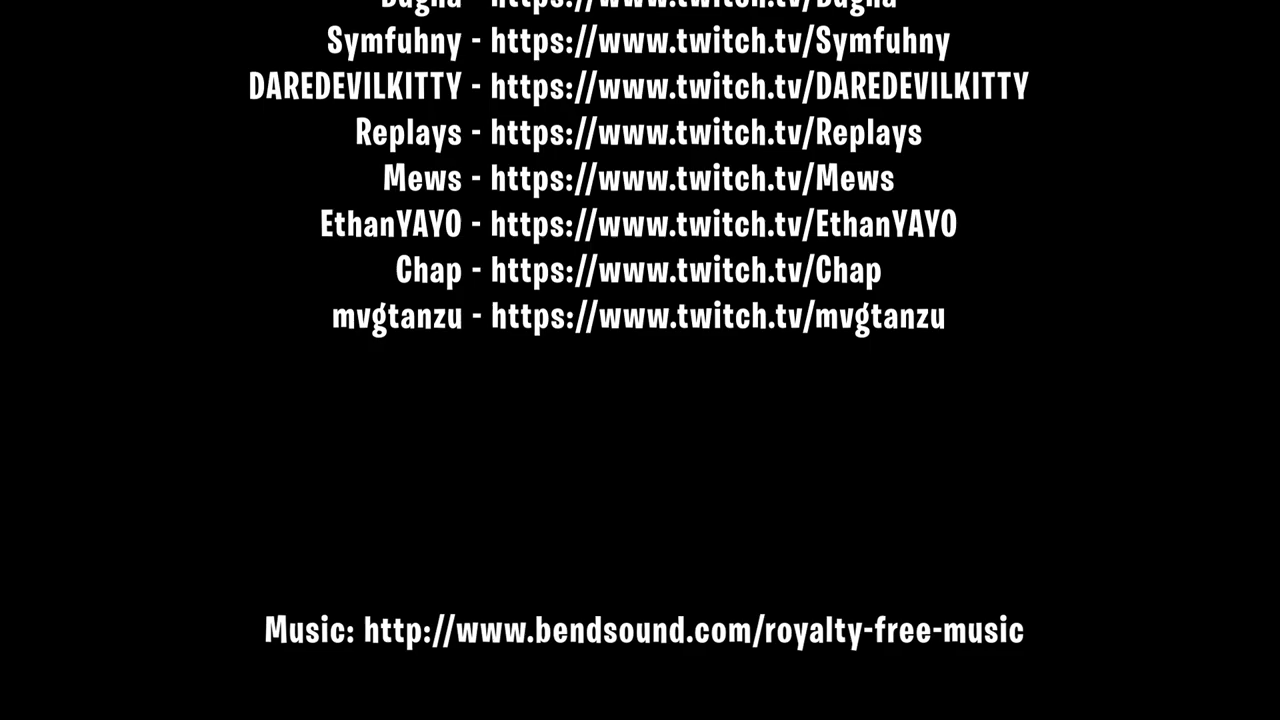 Symfuhny - https://www.twitch.tv/Symfuhny
DAREDEVILKITTY - https://www.twitch.tv/DAREDEVILKITTY
Replays - https://www.twitch.tv/Replays
Mews - https://www.twitch.tv/Mews
EthanYAYO - https://www.twitch.tv/EthanYAYO
Chap - https://www.twitch.tv/Chap
mvgtanzu - https://www.twitch.tv/mvgtanzu
Music: http://www.bendsound.com/royalty-free-music